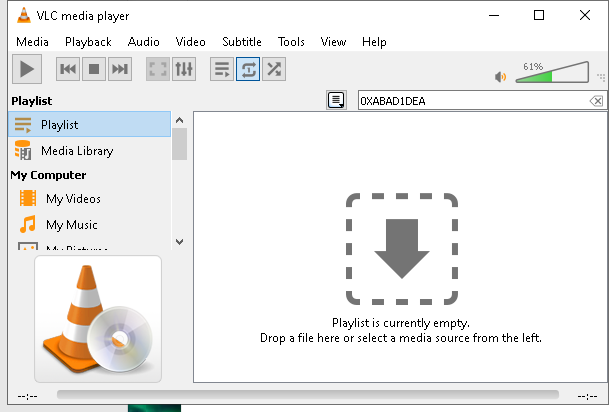 VLC media player
Media Playback Audio Video Subtitle Tools View Help
61%
Playlist
0XABAD1DEA
Playlist
Media Library
My Computer
My Videos
My Music
My Pictures
Playlist is currently empty.
Drop a file here or select a media source from the left.
--:-- --:--